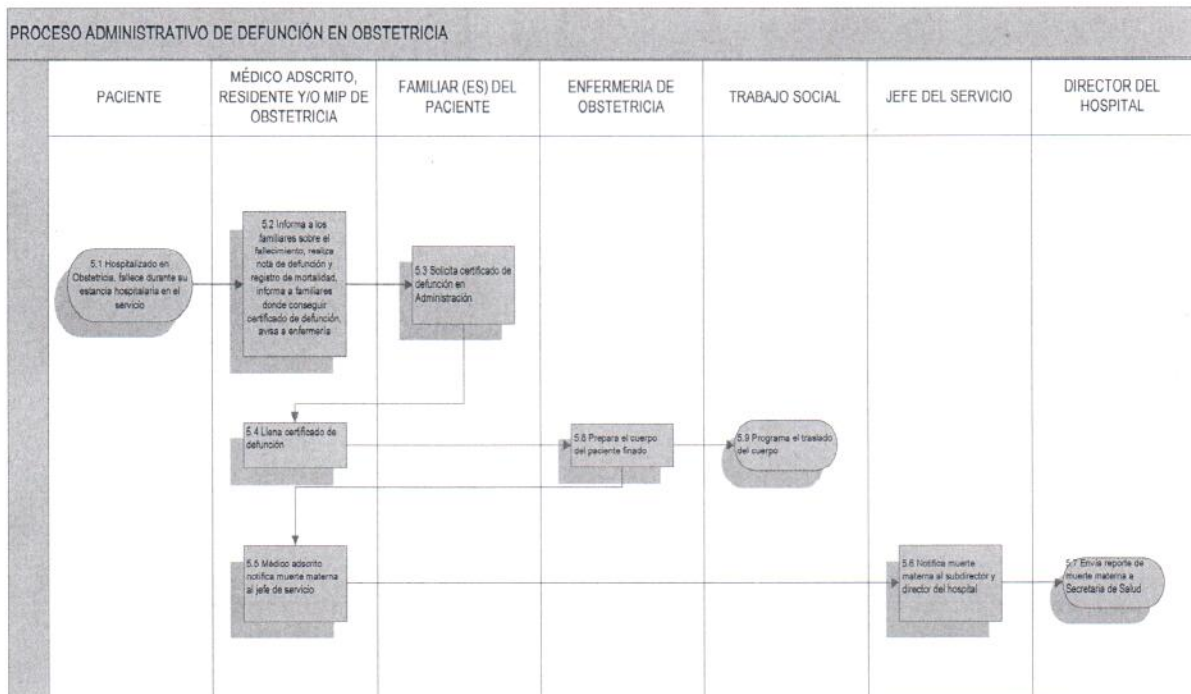 PROCESO ADMINISTRATIVO DE DEFUNCIÓN EN OBSTETRICIA
PACIENTE
MÉDICO ADSCRITO,
RESIDENTE Y/O MIP DE
OBSTETRICIA
FAMILIAR (ES) DEL
PACIENTE
ENFERMERIA DE
OBSTETRICIA
TRABAJO SOCIAL
JEFE DEL SERVICIO
DIRECTOR DEL
HOSPITAL
5.1 Hospitalizado en
Obstetricia, fallece durante su
estancia hospitalaria en el
servicio
5.2 Informa a los
familiares sobre el
fallecimiento, realiza
nota de defunción y
registro de mortalidad,
informa a familiares
donde conseguir
certificado de defunción,
avisa a enfermería
5.3 Solicita certificado de
defunción en
Administración
5.4 Llena certificado de
defunción
5.8 Prepara el cuerpo
del paciente finado
5.9 Programa el traslado
del cuerpo
5.5 Médico adscrito
notifica muerte materna
al jefe de servicio
5.6 Notifica muerte
materna al subdirector y
director del hospital
5.7 Envía reporte de
muerte materna a
Secretaria de Salud